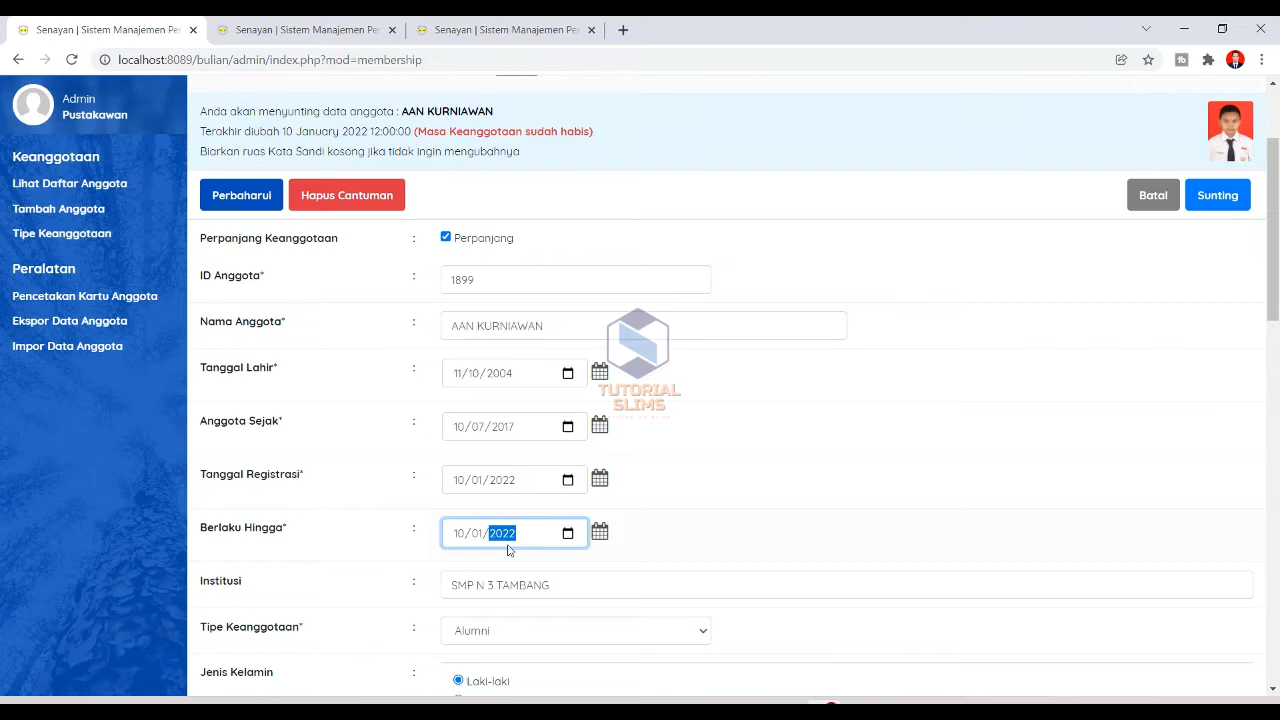 Senayan | Sistem Manajemen Per
Senayan | Sistem Manajemen Per
Senayan | Sistem Manajemen Per
localhost:8089/bulian/admin/index.php?mod=membership
Admin
Pustakawan
Keanggotaan
Lihat Daftar Anggota
Tambah Anggota
Tipe Keanggotaan
Peralatan
Pencetakan Kartu Anggota
Ekspor Data Anggota
Impor Data Anggota
Anda akan menyunting data anggota : AAN KURNIAWAN
Terakhir diubah 10 January 2022 12:00:00 (Masa Keanggotaan sudah habis)
Biarkan ruas Kata Sandi kosong jika tidak ingin mengubahnya
Perbaharui Hapus Cantuman Batal Sunting
Perpanjang Keanggotaan : Perpanjang
ID Anggota* : 1899
Nama Anggota* : AAN KURNIAWAN
Tanggal Lahir* : 11/10/2004
Anggota Sejak* : 10/07/2017
Tanggal Registrasi* : 10/01/2022
Berlaku Hingga* : 10/01/2022
Institusi : SMP N 3 TAMBANG
Tipe Keanggotaan* : Alumni
Jenis Kelamin : Laki-laki
TUTORIAL
SLIMS